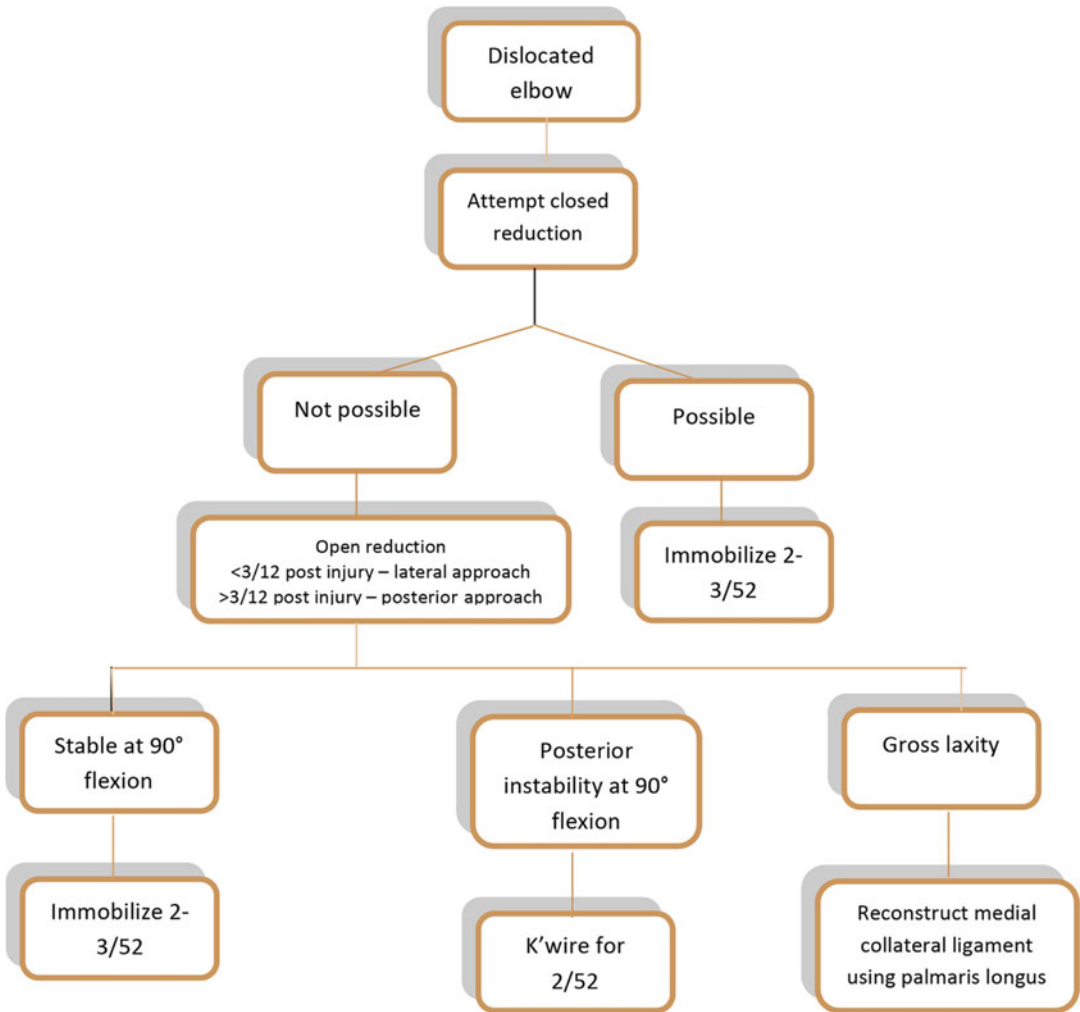 Dislocated
elbow
Attempt closed
reduction
Not possible
Possible
Open reduction
<3/12 post injury – lateral approach
>3/12 post injury – posterior approach
Immobilize 2-
3/52
Stable at 90°
flexion
Posterior
instability at 90°
flexion
Gross laxity
Immobilize 2-
3/52
K'wire for
2/52
Reconstruct medial
collateral ligament
using palmaris longus